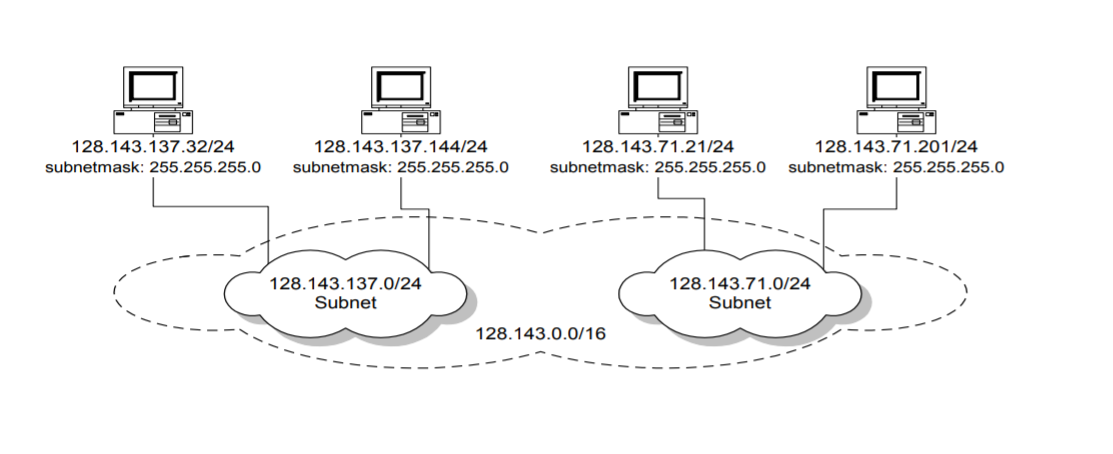 128.143.137.32/24
subnetmask: 255.255.255.0
128.143.137.144/24
subnetmask: 255.255.255.0
128.143.71.21/24
subnetmask: 255.255.255.0
128.143.71.201/24
subnetmask: 255.255.255.0
128.143.137.0/24
Subnet
128.143.71.0/24
Subnet
128.143.0.0/16